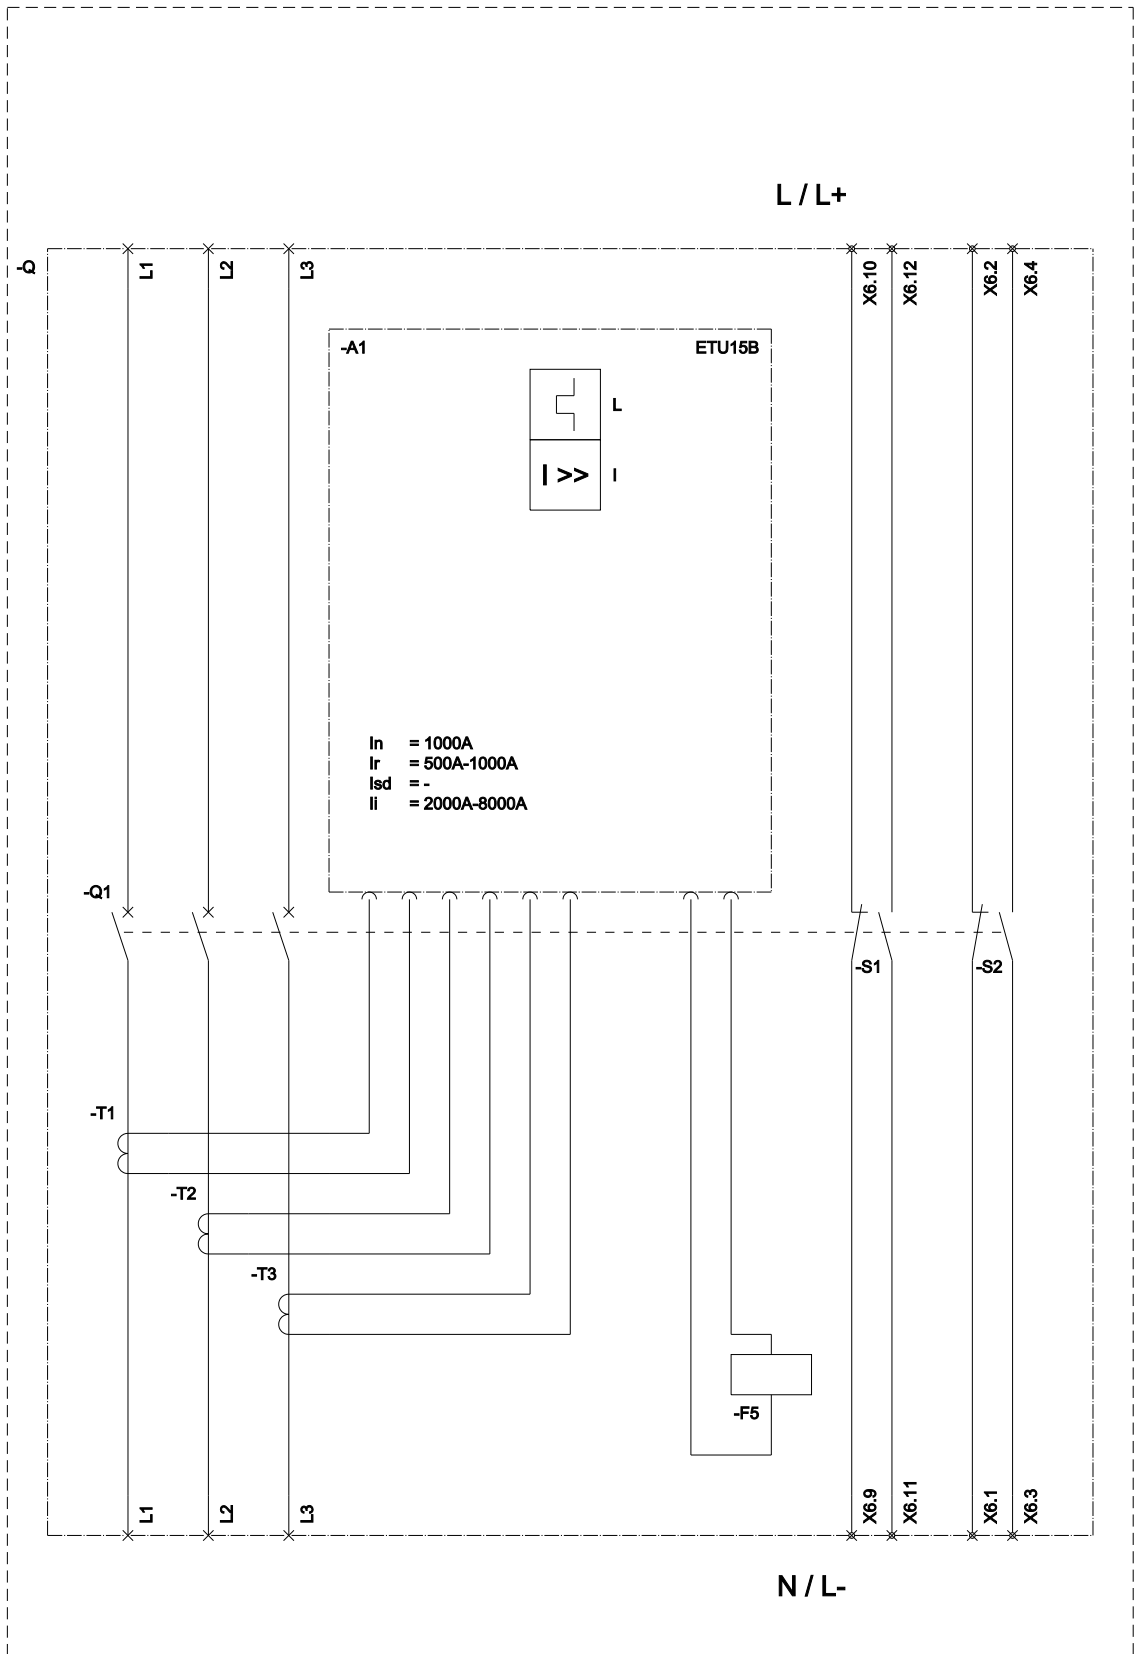 L / L+
-Q
L1
L2
L3
X6.10
X6.12
X6.2
X6.4
-A1 ETU15B
L
I >> I
In = 1000A
Ir = 500A-1000A
Isd = -
Ii = 2000A-8000A
-Q1
-S1
-S2
-T1
-T2
-T3
-F5
L1
L2
L3
X6.9
X6.11
X6.1
X6.3
N / L-